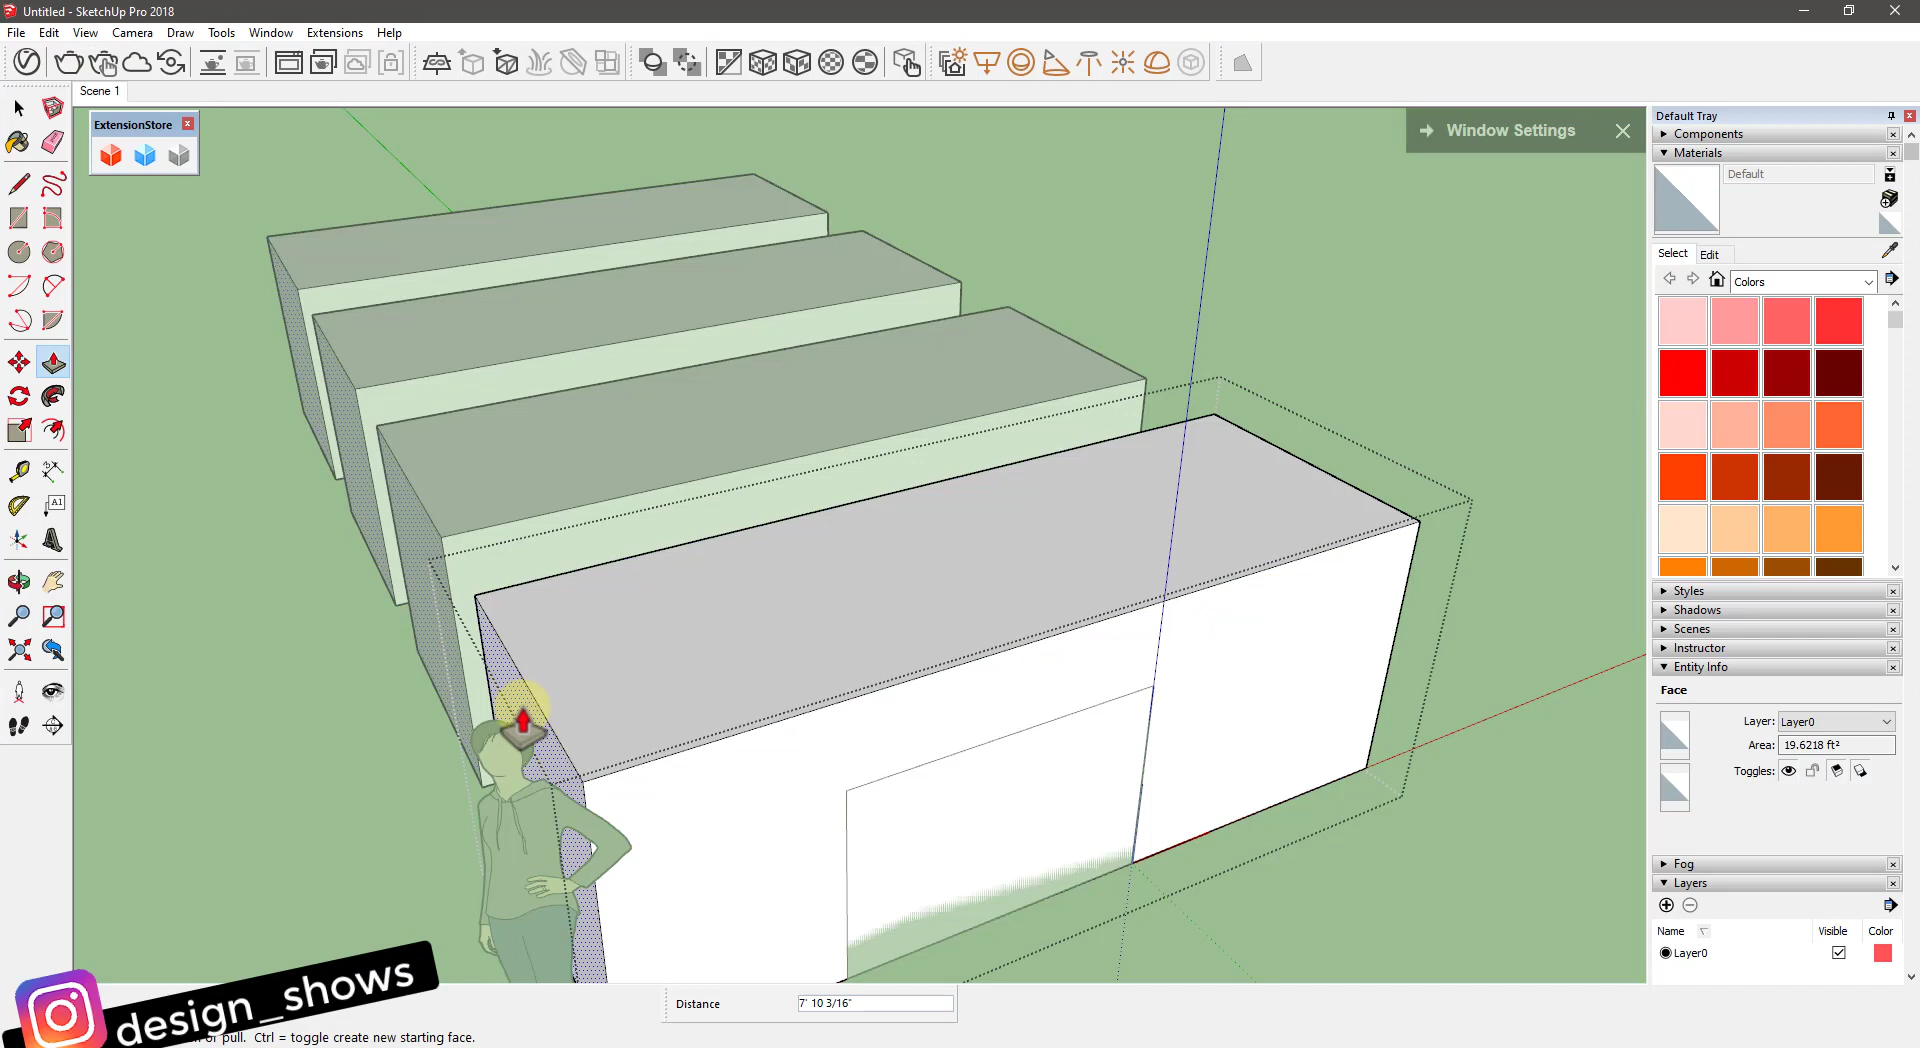 Untitled - SketchUp Pro 2018
File Edit View Camera Draw Tools Window Extensions Help
Scene 1
ExtensionStore
Window Settings
Default Tray
Components
Materials
Default
Select Edit
Colors
A1
Styles
Shadows
Scenes
Instructor
Entity Info
Face
Layer: Layer0
Area: 19.6218 ft²
Toggles:
Fog
Layers
Name Visible Color
Layer0
Distance 7' 10 3/16"
design_shows
or pull. Ctrl = toggle create new starting face.